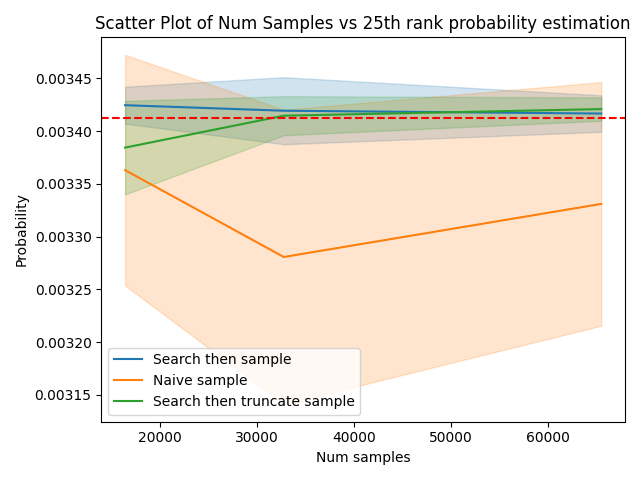 Scatter Plot of Num Samples vs 25th rank probability estimation
Probability
0.00345
0.00340
0.00335
0.00330
0.00325
0.00320
0.00315
Search then sample
Naive sample
Search then truncate sample
20000 30000 40000 50000 60000
Num samples